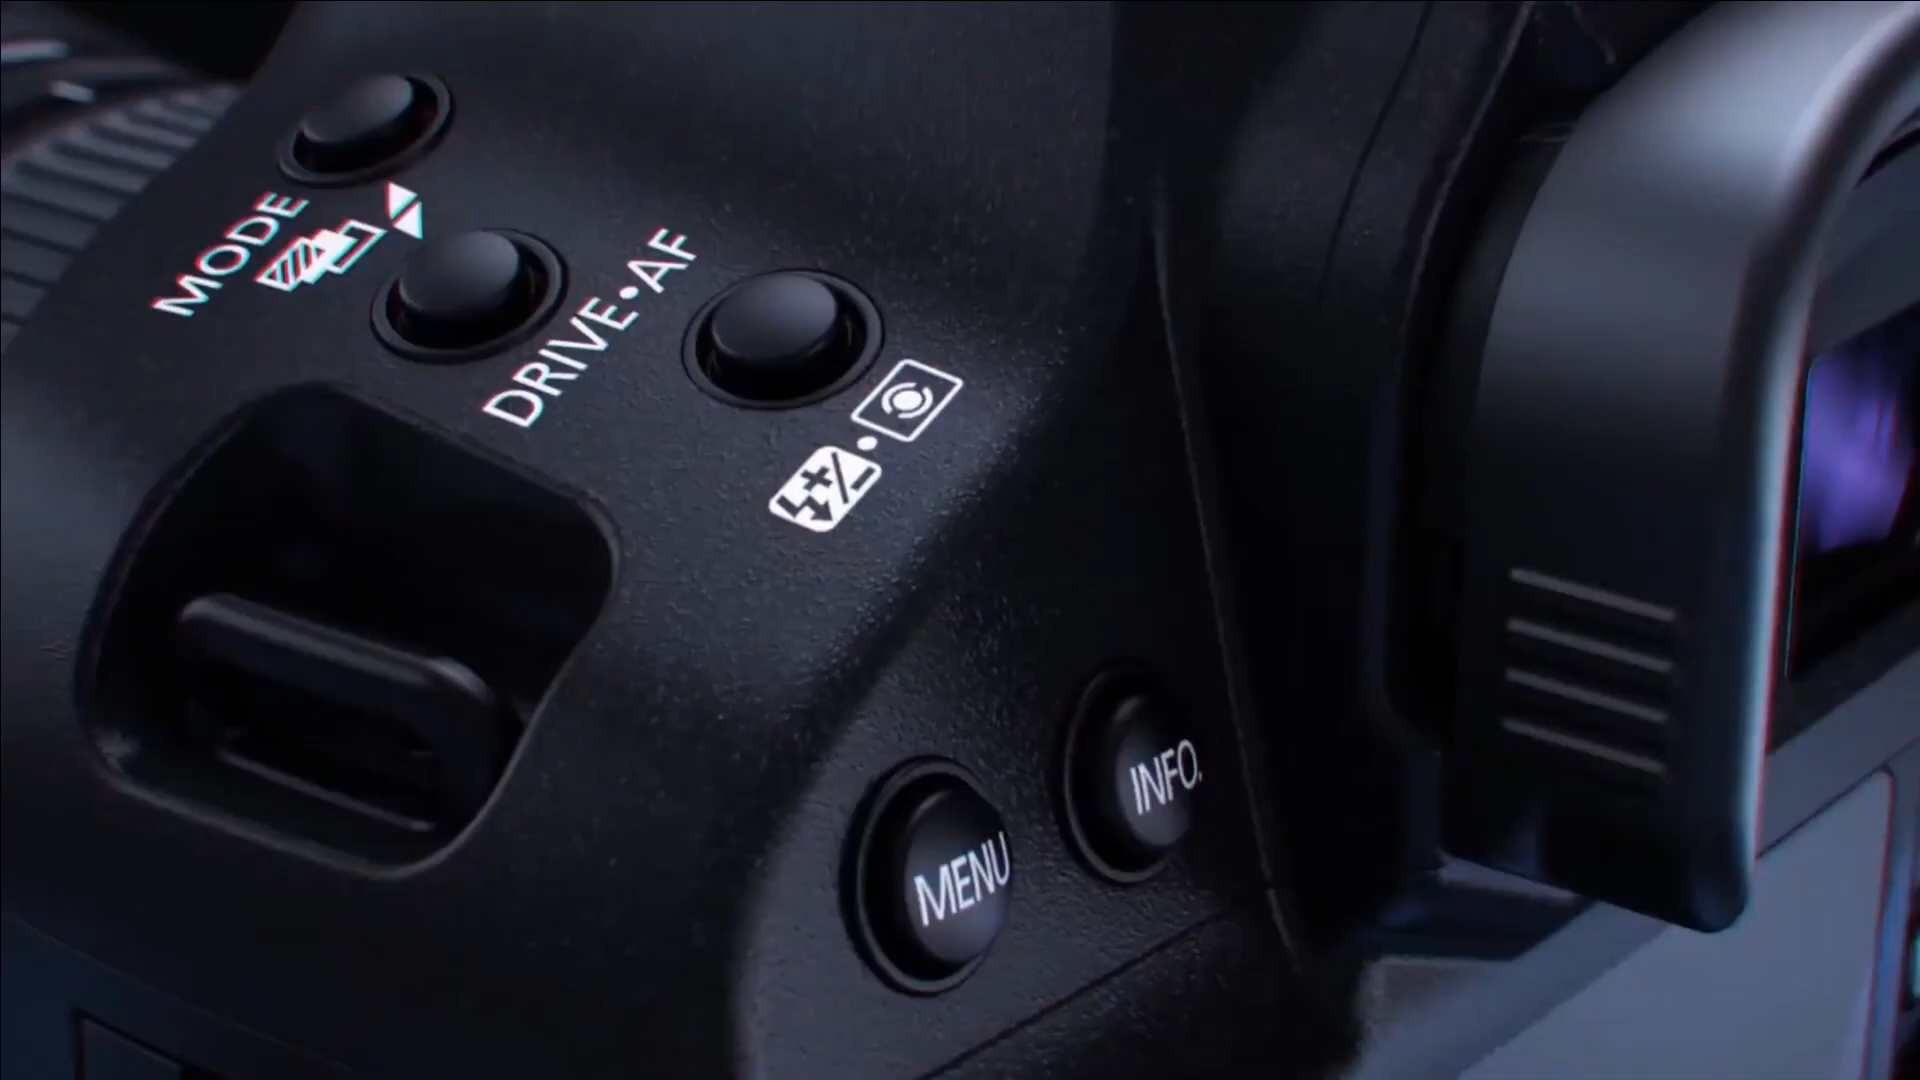 MODE
DRIVE•AF
+/-
INFO.
MENU